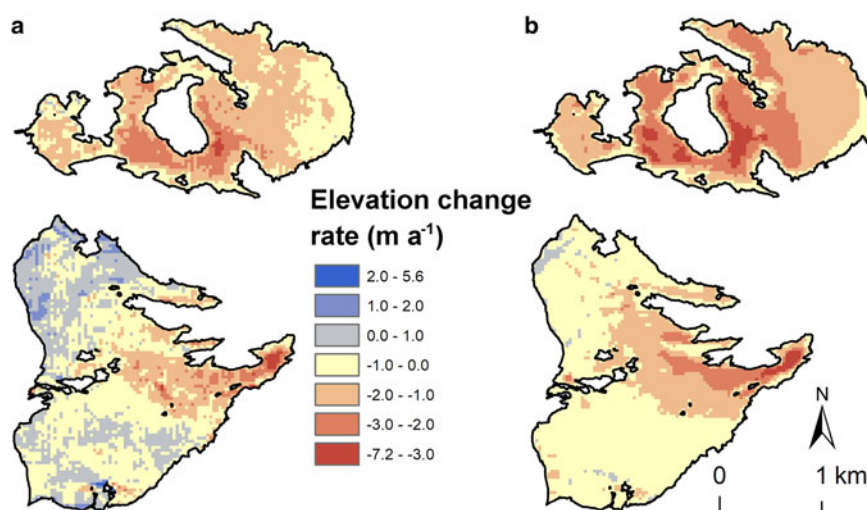 a
b
Elevation change
rate (m a⁻¹)
2.0 - 5.6
1.0 - 2.0
0.0 - 1.0
-1.0 - 0.0
-2.0 - -1.0
-3.0 - -2.0
-7.2 - -3.0
N
0 1 km